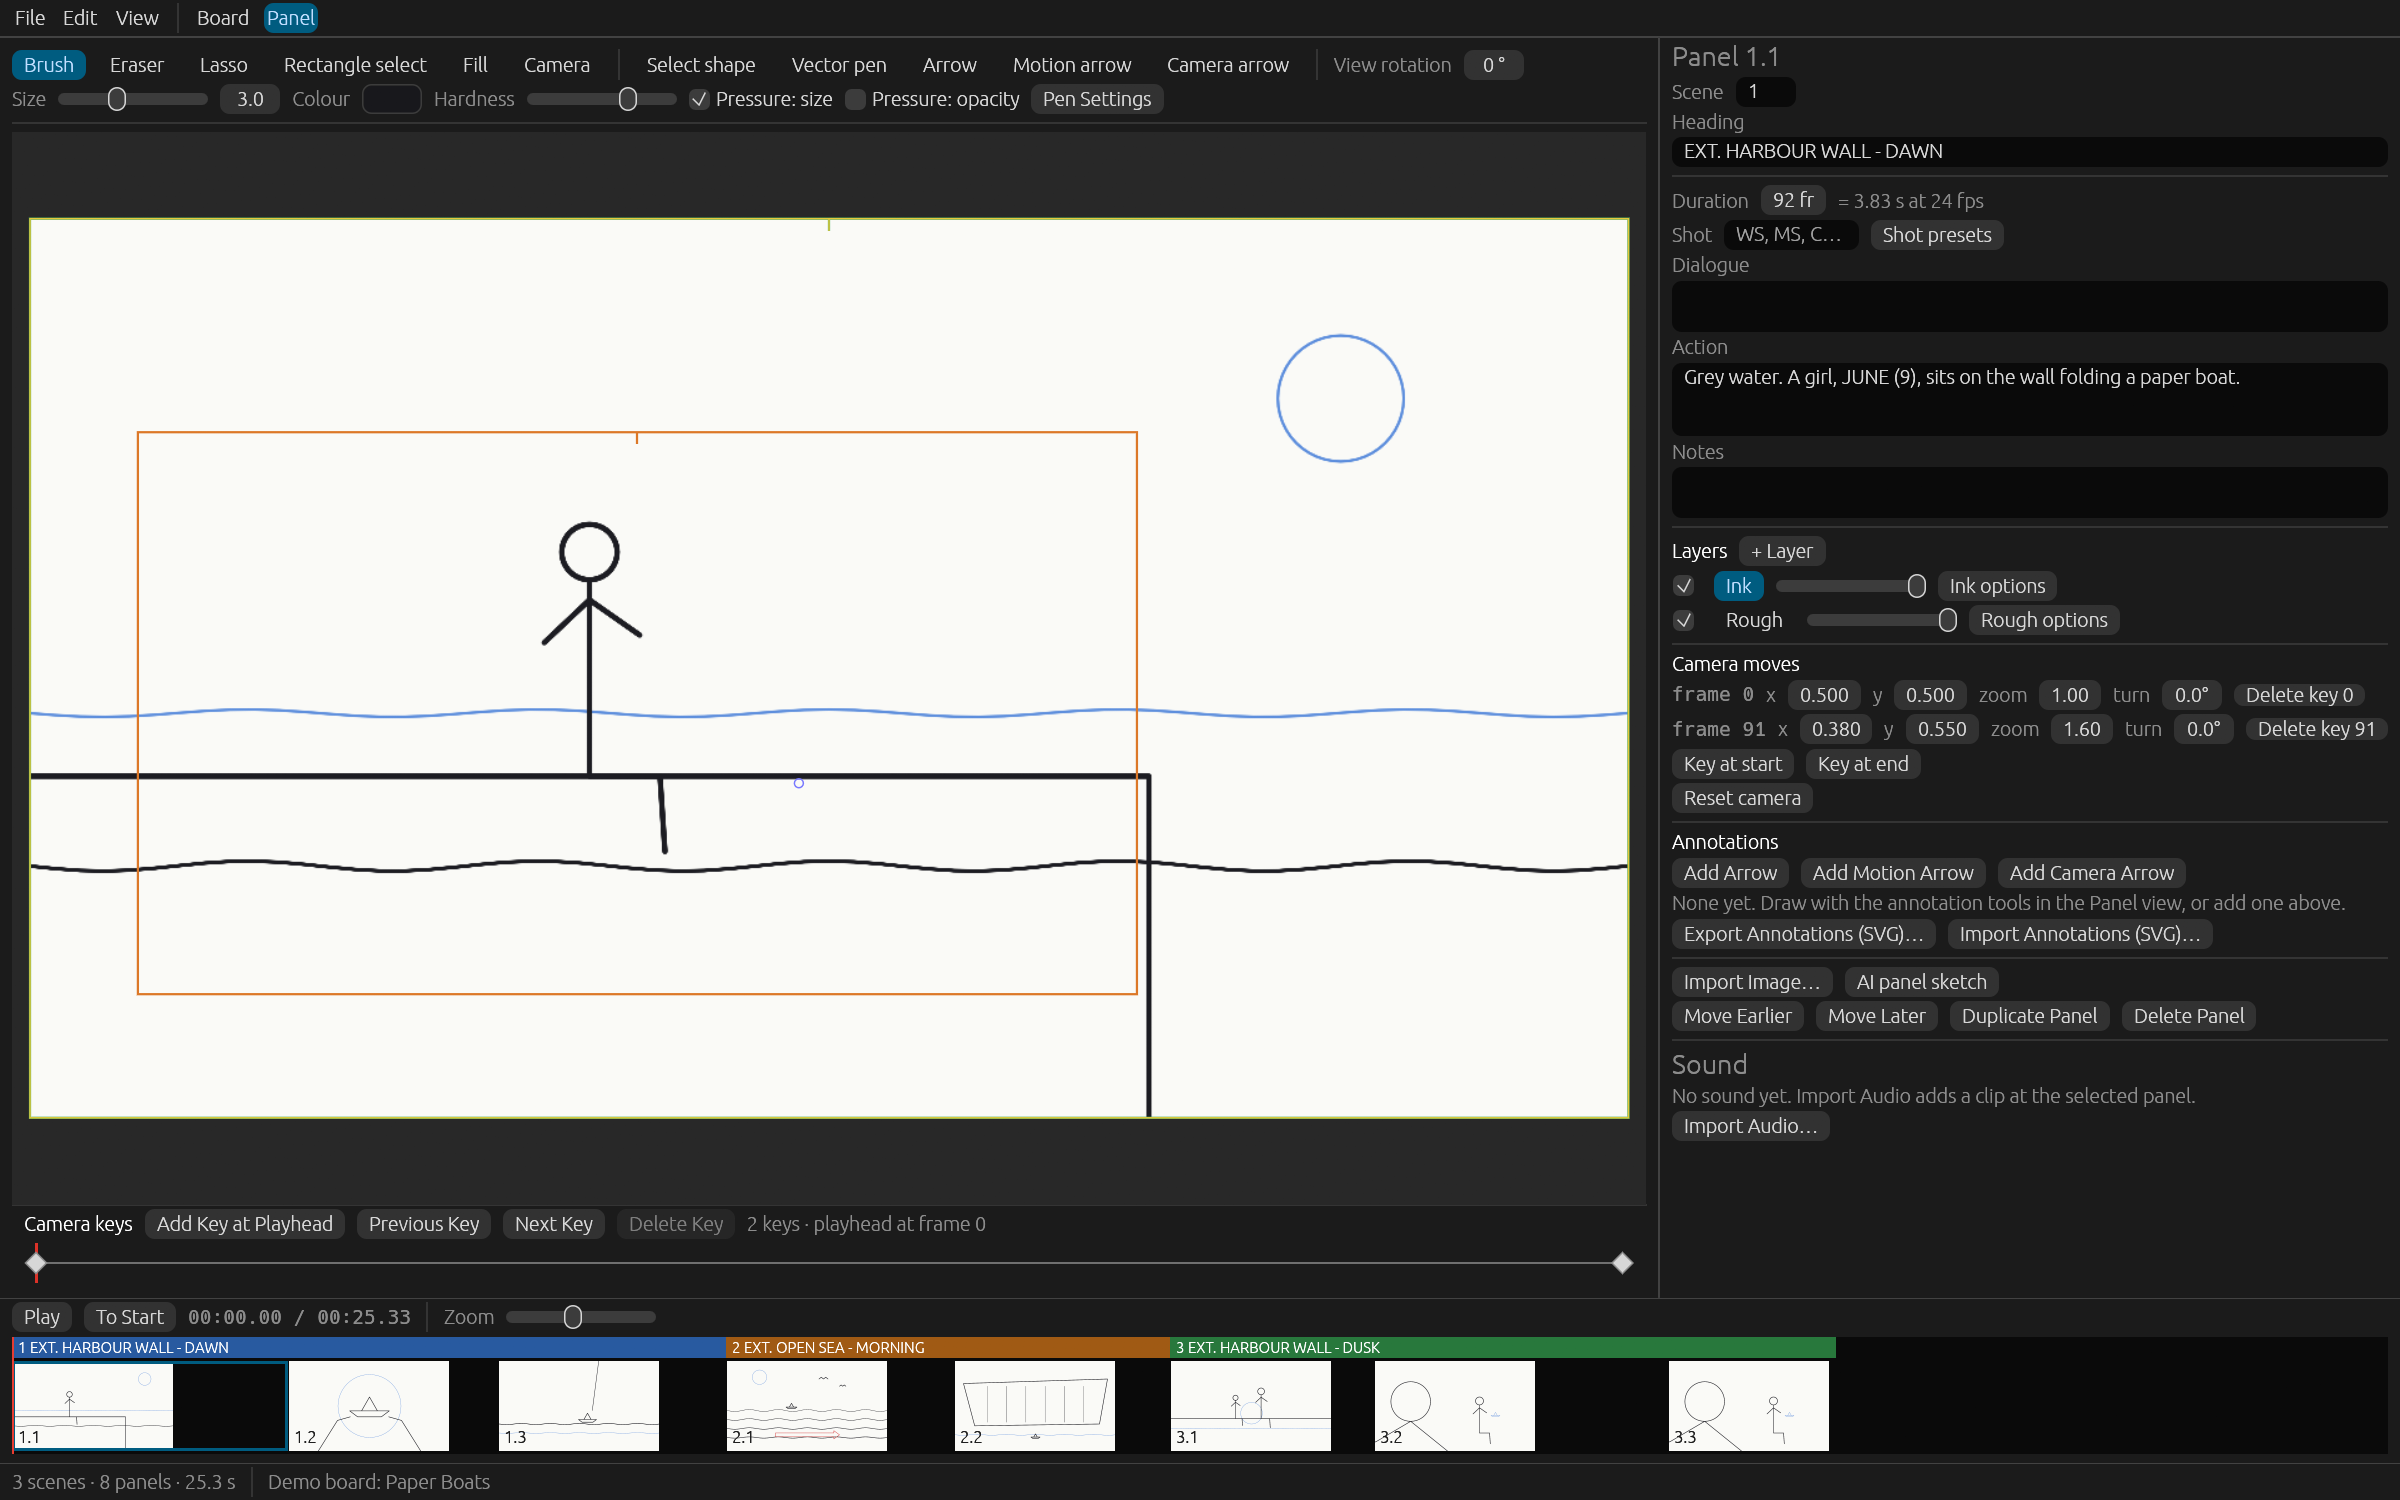 File Edit View Board Panel
Brush Eraser Lasso Rectangle select Fill Camera Select shape Vector pen Arrow Motion arrow Camera arrow View rotation 0 °
Size 3.0 Colour Hardness Pressure: size Pressure: opacity Pen Settings
Panel 1.1
Scene 1
Heading
EXT. HARBOUR WALL - DAWN
Duration 92 fr = 3.83 s at 24 fps
Shot WS, MS, C… Shot presets
Dialogue
Action
Grey water. A girl, JUNE (9), sits on the wall folding a paper boat.
Notes
Layers + Layer
Ink Ink options
Rough Rough options
Camera moves
frame 0 x 0.500 y 0.500 zoom 1.00 turn 0.0° Delete key 0
frame 91 x 0.380 y 0.550 zoom 1.60 turn 0.0° Delete key 91
Key at start Key at end
Reset camera
Annotations
Add Arrow Add Motion Arrow Add Camera Arrow
None yet. Draw with the annotation tools in the Panel view, or add one above.
Export Annotations (SVG)… Import Annotations (SVG)…
Import Image… AI panel sketch
Move Earlier Move Later Duplicate Panel Delete Panel
Sound
No sound yet. Import Audio adds a clip at the selected panel.
Import Audio…
Camera keys Add Key at Playhead Previous Key Next Key Delete Key 2 keys · playhead at frame 0
Play To Start 00:00.00 / 00:25.33 Zoom
1 EXT. HARBOUR WALL - DAWN 2 EXT. OPEN SEA - MORNING 3 EXT. HARBOUR WALL - DUSK
1.1 1.2 1.3 2.1 2.2 3.1 3.2 3.3
3 scenes · 8 panels · 25.3 s Demo board: Paper Boats